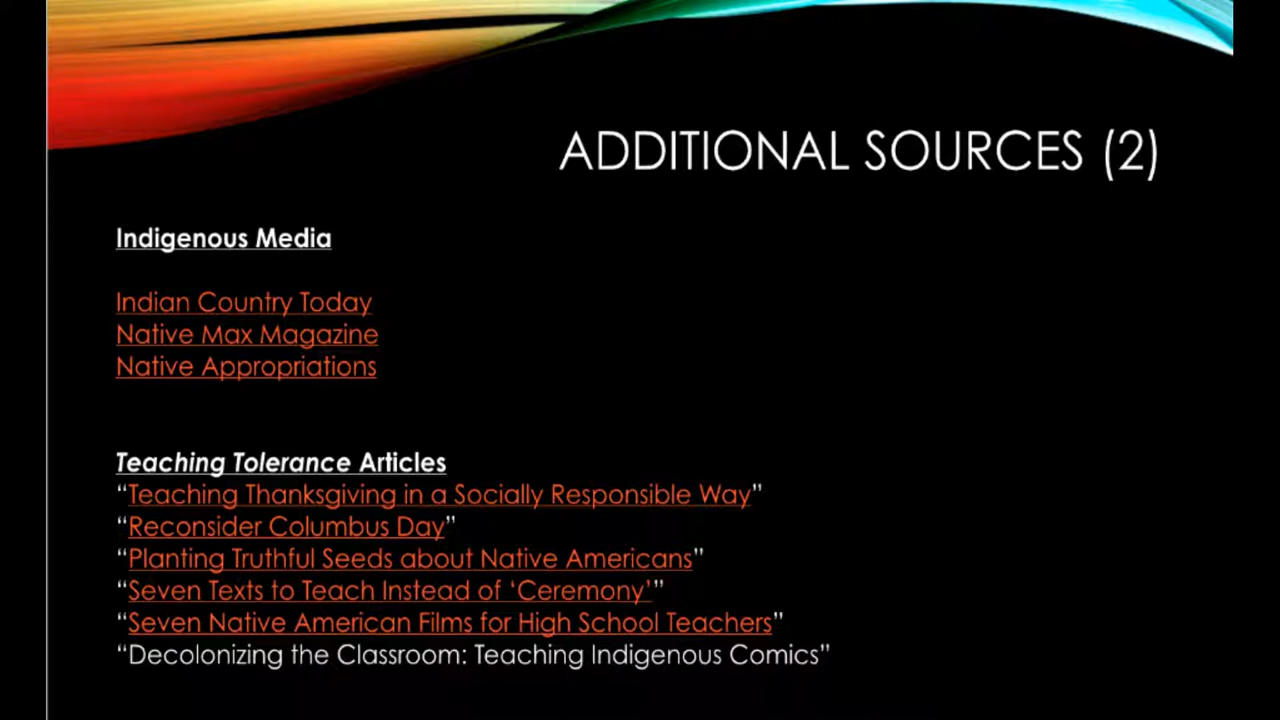 ADDITIONAL SOURCES (2)
Indigenous Media
Indian Country Today
Native Max Magazine
Native Appropriations
Teaching Tolerance Articles
“Teaching Thanksgiving in a Socially Responsible Way”
“Reconsider Columbus Day”
“Planting Truthful Seeds about Native Americans”
“Seven Texts to Teach Instead of ‘Ceremony’”
“Seven Native American Films for High School Teachers”
“Decolonizing the Classroom: Teaching Indigenous Comics”